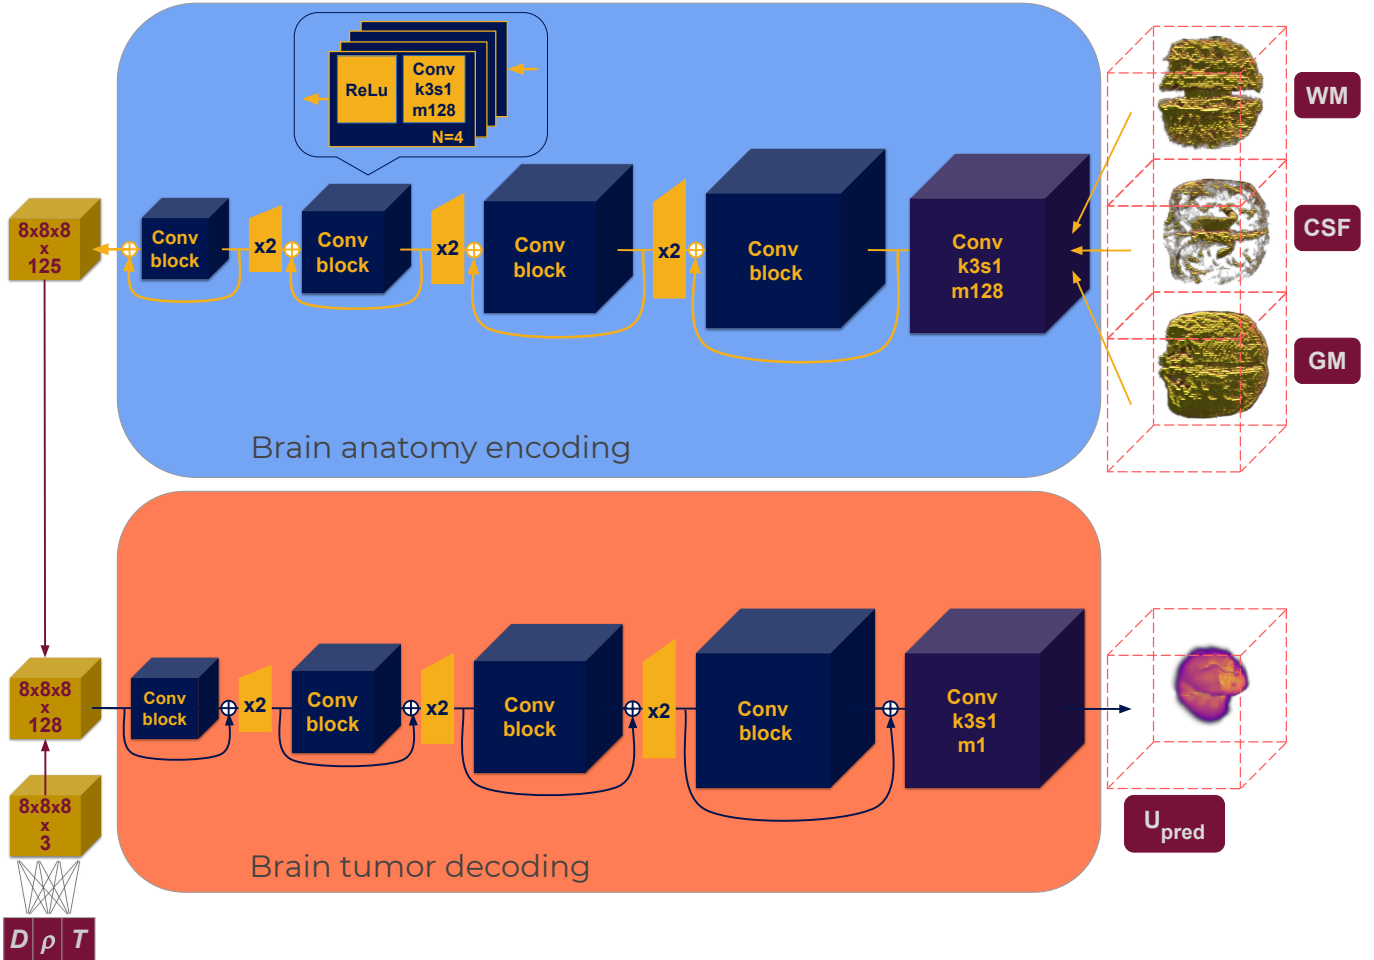 ReLu
Conv
k3s1
m128
N=4
WM
CSF
GM
8x8x8
x
125
Conv
block
x2
Conv
block
x2
Conv
block
x2
Conv
block
Conv
k3s1
m128
Brain anatomy encoding
8x8x8
x
128
Conv
block
x2
Conv
block
x2
Conv
block
x2
Conv
block
Conv
k3s1
m1
8x8x8
x
3
Upred
Brain tumor decoding
D ρ T